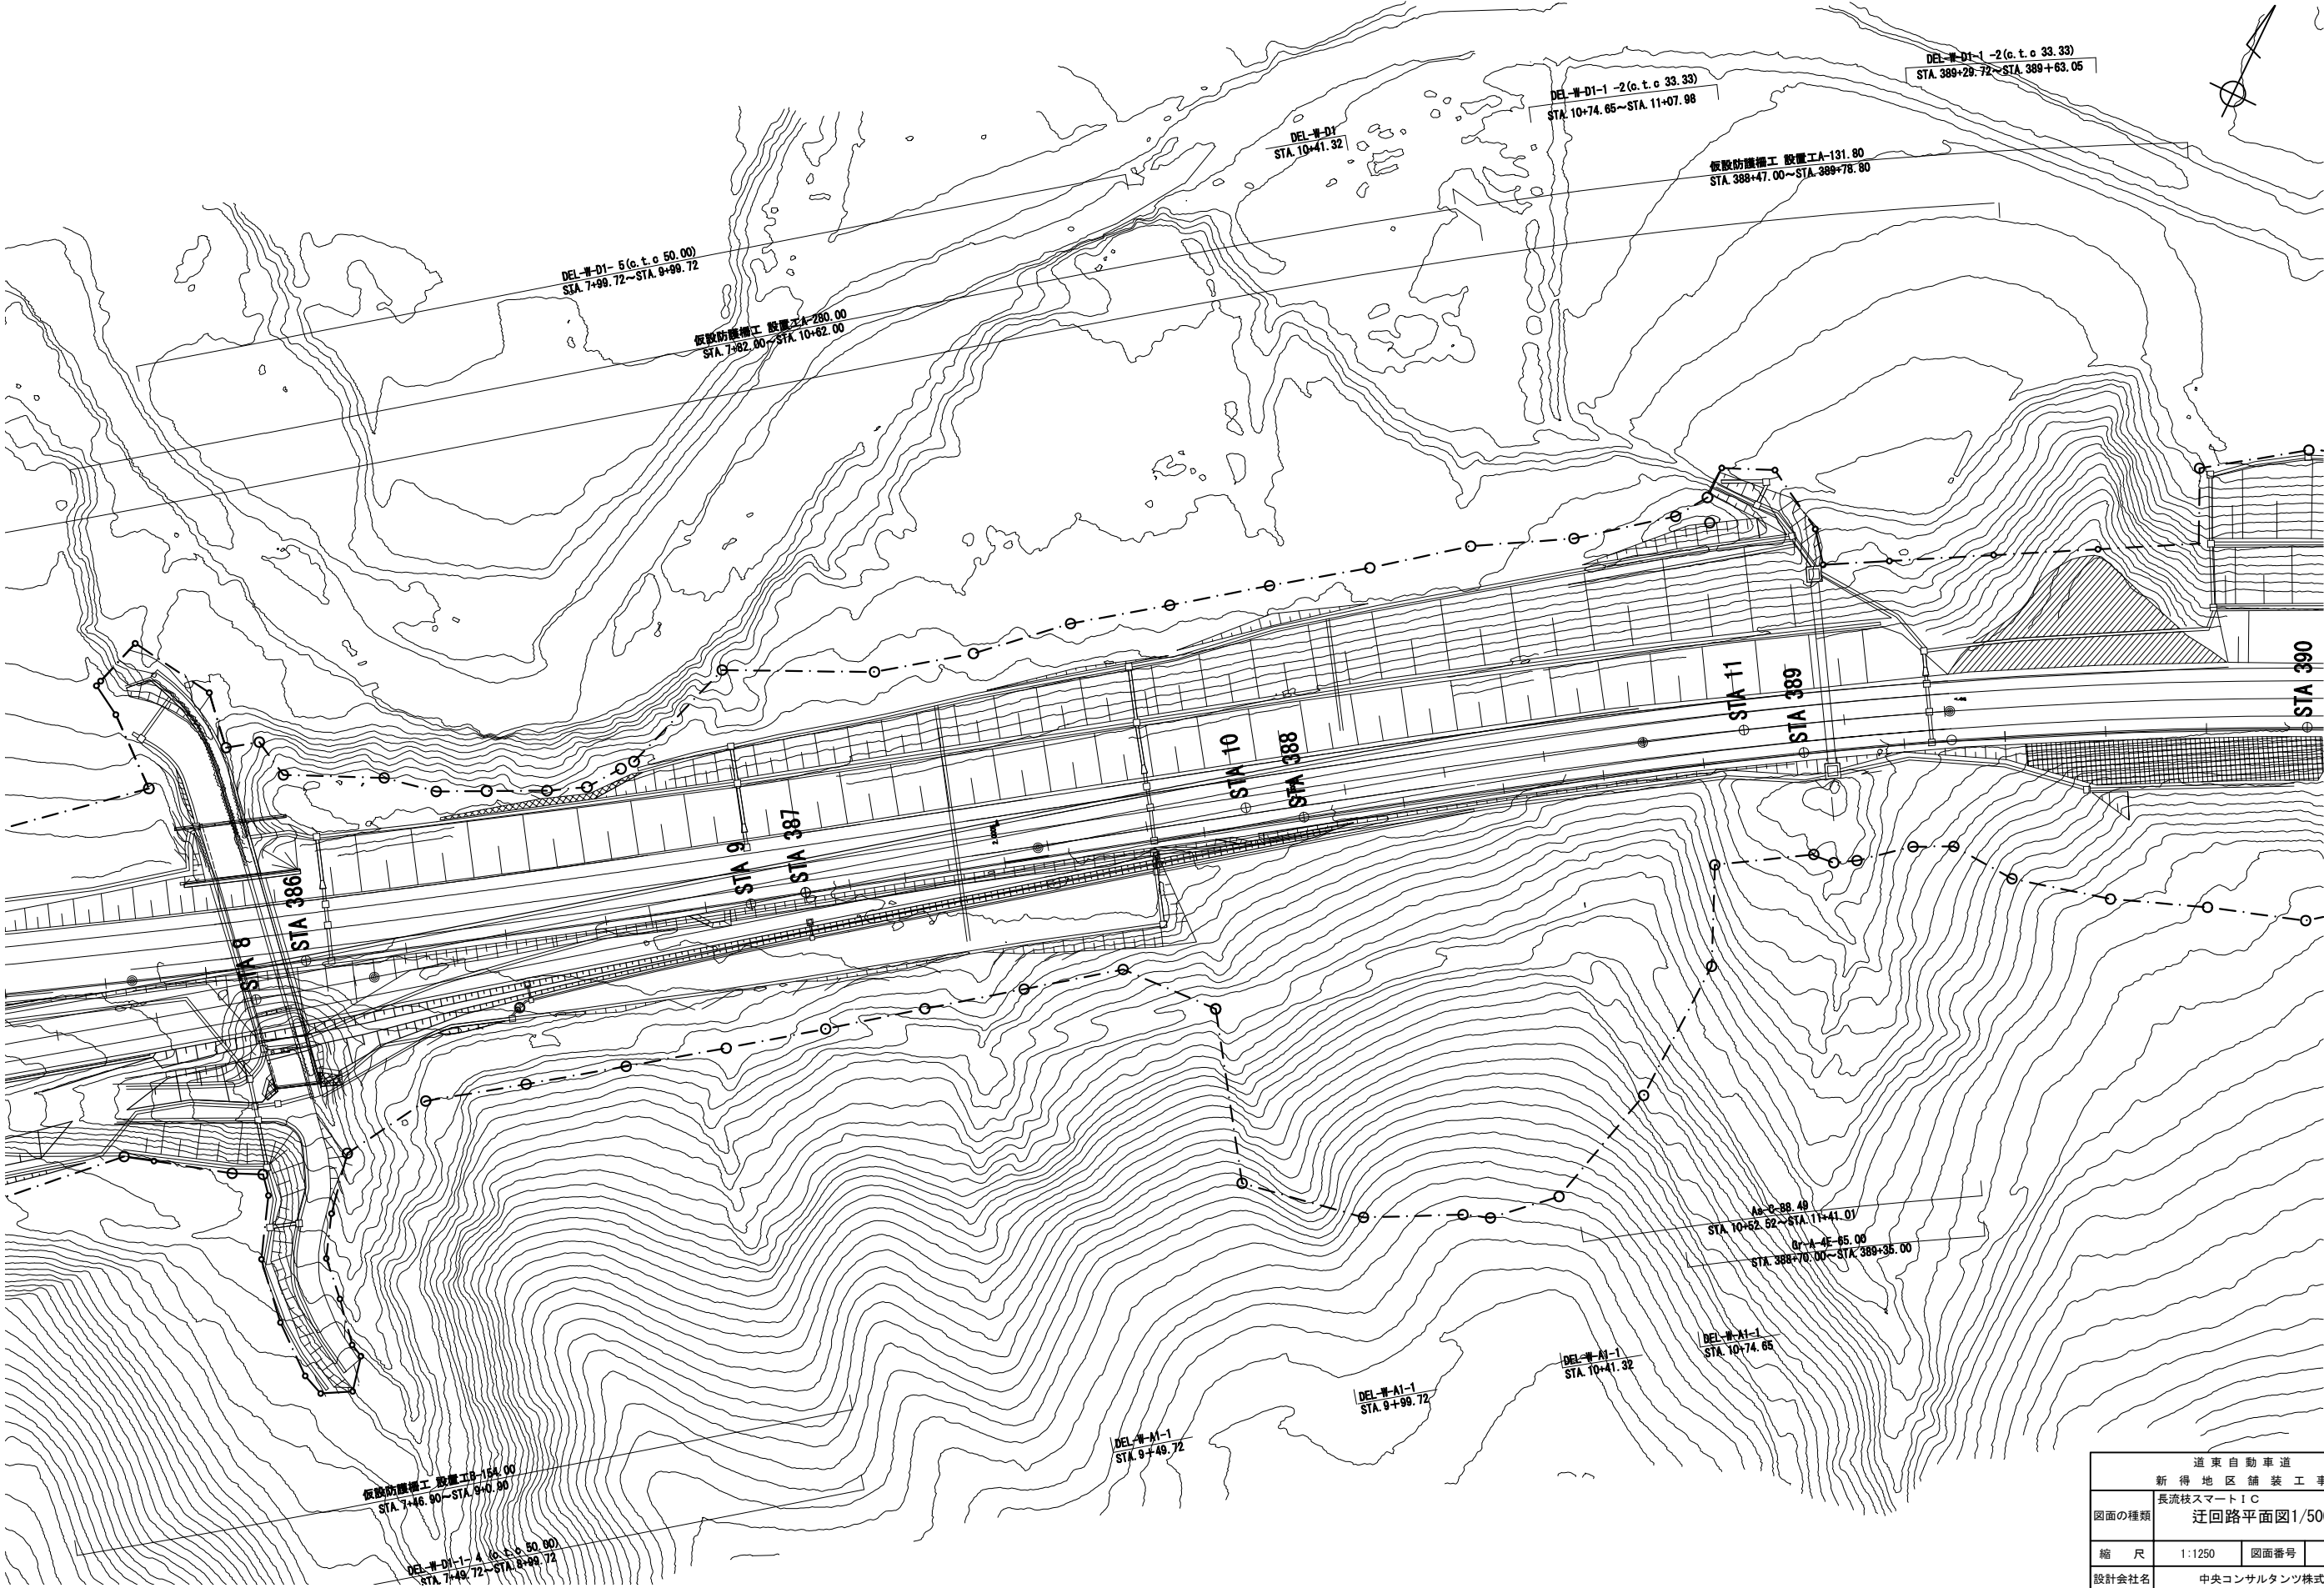 DEL-W-D1-1 -2(c.t.c 33.33)
STA.389+29.72～STA.389+63.05
DEL-W-D1-1 -2(c.t.c 33.33)
STA.10+74.65～STA.11+07.98
DEL-W-D1
STA.10+41.32
仮設防護柵工 設置工A-131.80
STA.388+47.00～STA.389+78.80
DEL-W-D1- 5(c.t.c 50.00)
STA.7+99.72～STA.9+99.72
仮設防護柵工 設置工A-280.00
STA.7+82.00～STA.10+62.00
STA 8
STA 386
STA 9
STA 387
STA 10
STA 388
STA 11
STA 389
STA 390
As-C-88.49
STA.10+52.52～STA.11+41.01
Gr-A-4E-65.00
STA.388+70.00～STA.389+35.00
DEL-W-A1-1
STA.10+74.65
DEL-W-A1-1
STA.10+41.32
DEL-W-A1-1
STA.9+99.72
DEL-W-A1-1
STA.9+49.72
仮設防護柵工 設置工B-154.00
STA.7+46.90～STA.9+0.90
DEL-W-D1-1- 4 (c.t.c 50.00)
STA.7+49.72～STA.8+99.72
道東自動車道
新得地区舗装工事
図面の種類
長流枝スマートIC
迂回路平面図1/50
縮 尺 1:1250 図面番号
設計会社名 中央コンサルタンツ株式